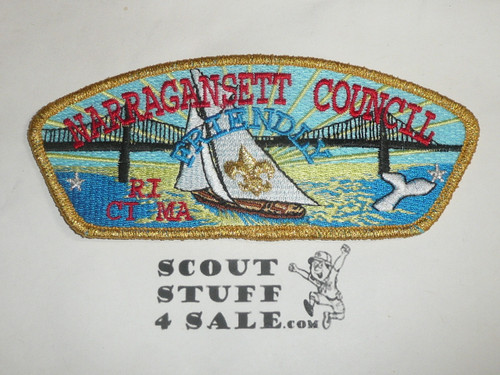 NARRAGANSETT COUNCIL
FRIENDLY
RI
CT MA
SCOUT
STUFF
4 SALE.COM